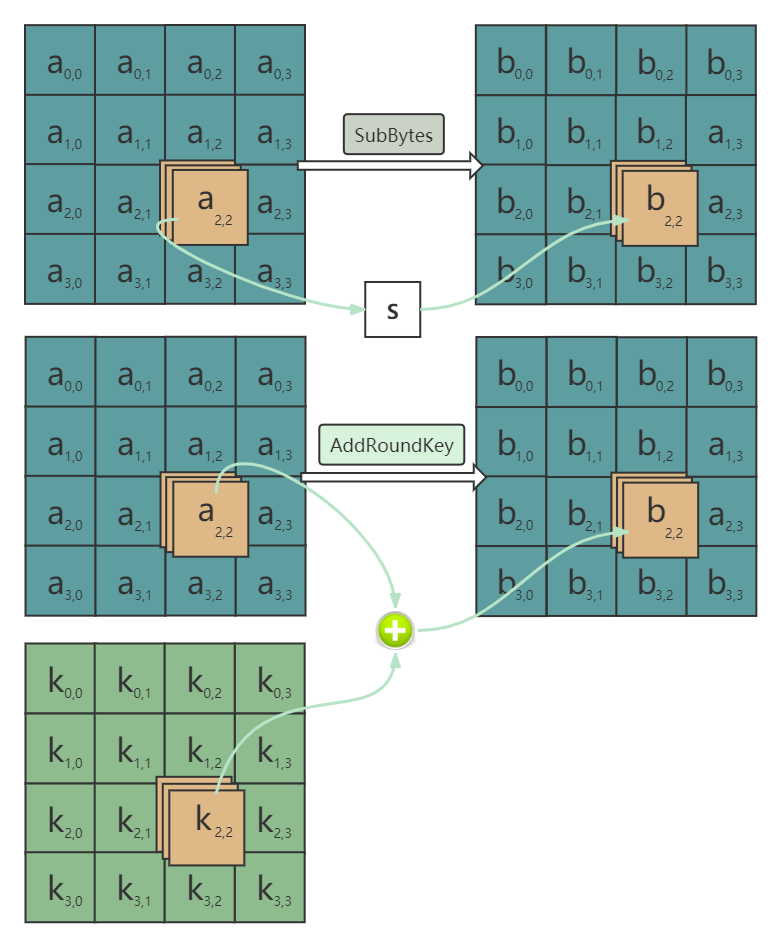 a0,0 a0,1 a0,2 a0,3 b0,0 b0,1 b0,2 b0,3
SubBytes
a1,0 a1,1 a1,2 a1,3 b1,0 b1,1 b1,2 a1,3
a2,0 a2,1 a2,2 a2,3 b2,0 b2,1 b2,2 a2,3
a3,0 a3,1 a3,2 a3,3 b3,0 b3,1 b3,2 b3,3
S
a0,0 a0,1 a0,2 a0,3 b0,0 b0,1 b0,2 b0,3
a1,0 a1,1 a1,2 a1,3 b1,0 b1,1 b1,2 a1,3
AddRoundKey
a2,0 a2,1 a2,2 a2,3 b2,0 b2,1 b2,2 a2,3
a3,0 a3,1 a3,2 a3,3 b3,0 b3,1 b3,2 b3,3
k0,0 k0,1 k0,2 k0,3
k1,0 k1,1 k1,2 k1,3
k2,0 k2,1 k2,2 k2,3
k3,0 k3,1 k3,2 k3,3